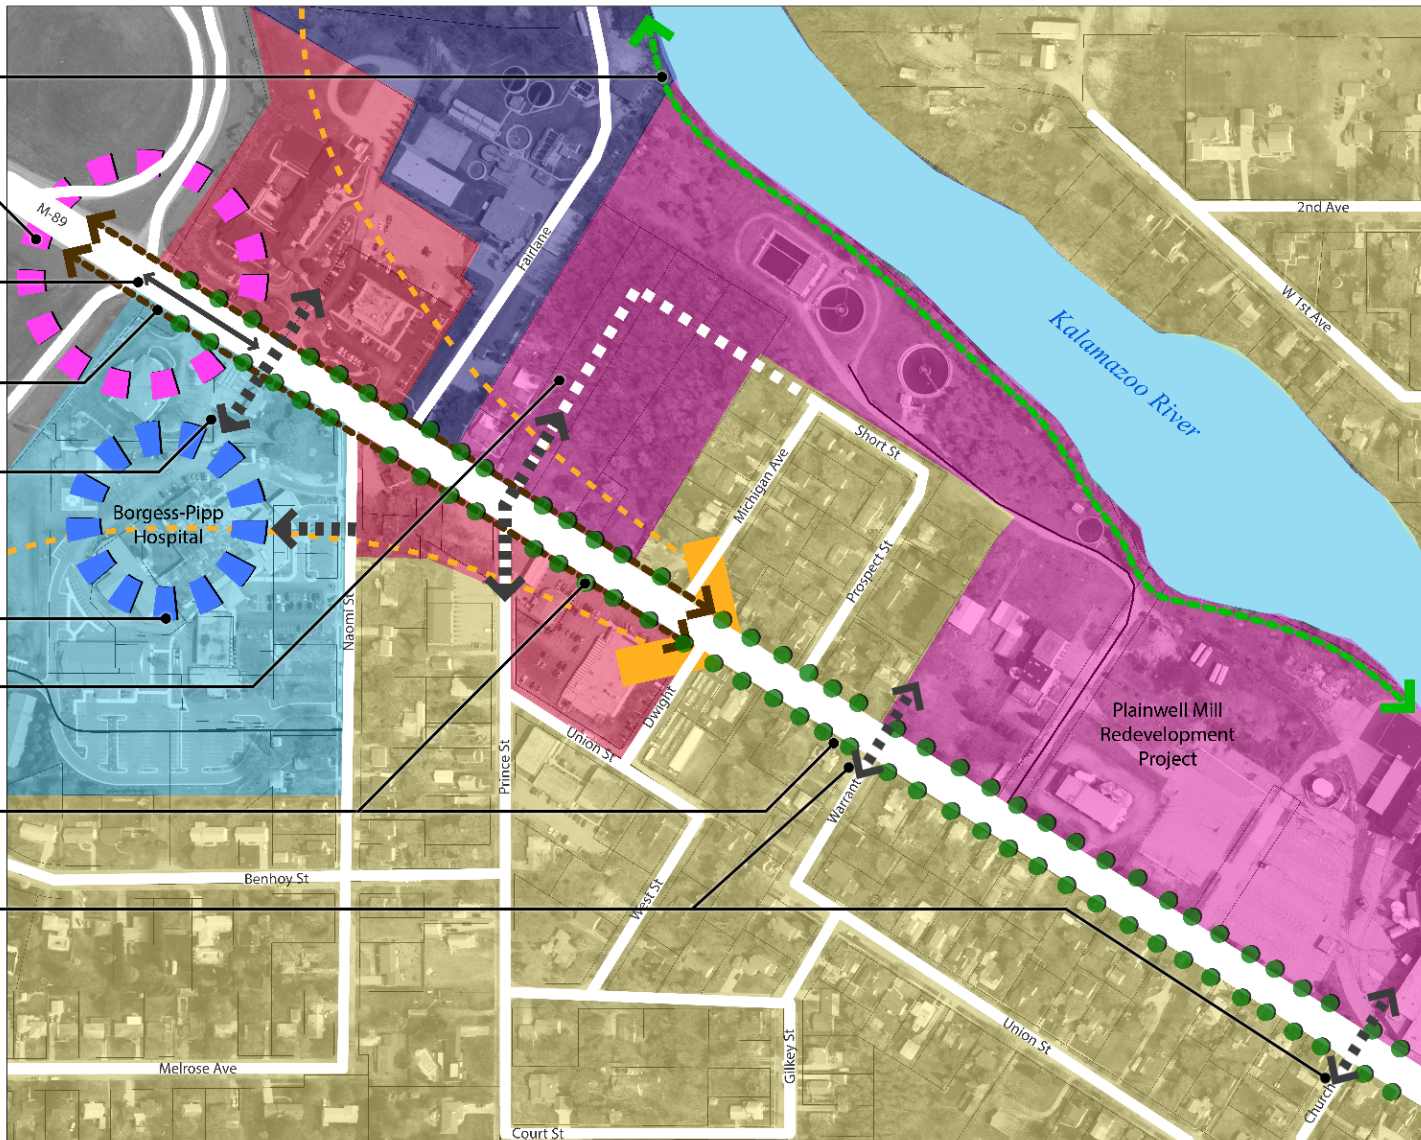 M-89
2nd Ave
Fairlane
W 1st Ave
Kalamazoo River
Short St
Michigan Ave
Borgess-Pipp
Hospital
Prospect St
Naomi St
Dwight
Plainwell Mill
Redevelopment
Project
Union St
Prince St
Warrant
Benhoy St
West St
Union St
Gilkey St
Melrose Ave
Church
Court St